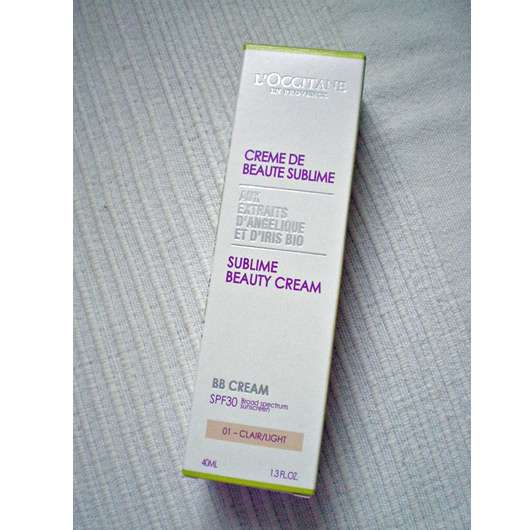 L'OCCITANE
EN PROVENCE
CREME DE
BEAUTE SUBLIME
AUX
EXTRAITS
D'ANGELIQUE
ET D'IRIS BIO
SUBLIME
BEAUTY CREAM
BB CREAM
SPF30 Broad spectrum
sunscreen
01 – CLAIR/LIGHT
40ML 1.3 FL.OZ.